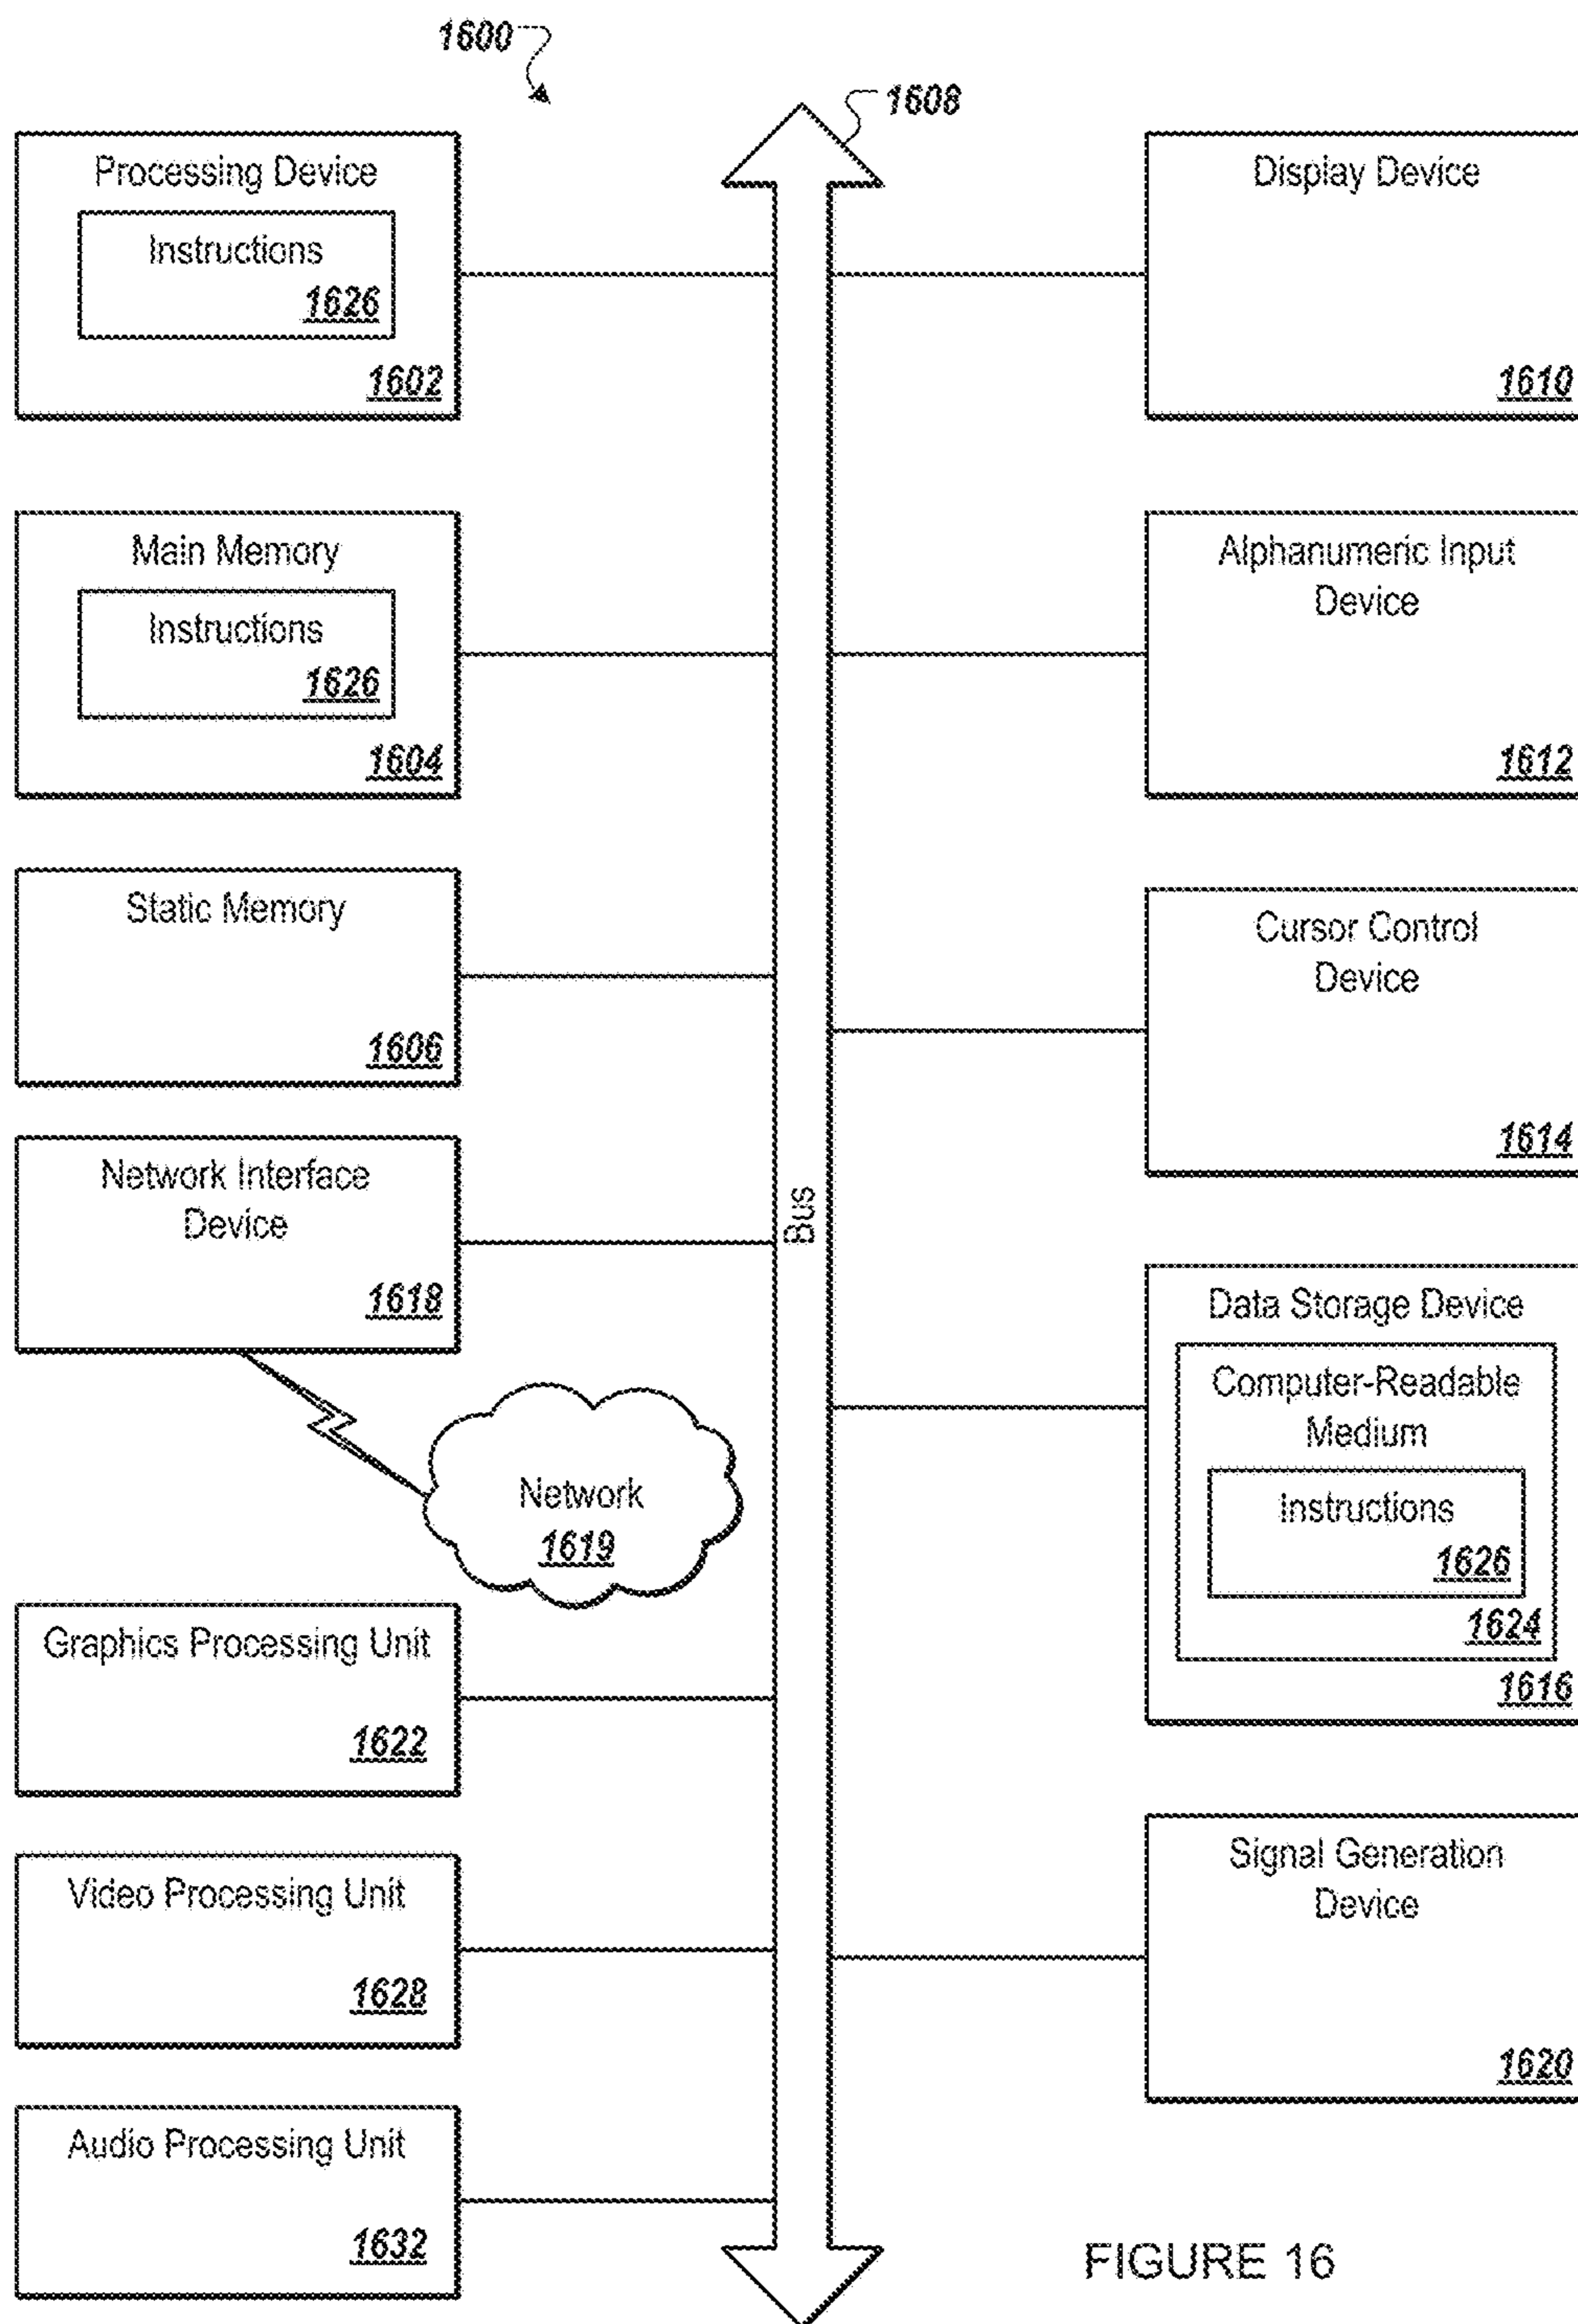 1600
1608
Processing Device
Instructions
1626
1602
Main Memory
Instructions
1626
1604
Static Memory
1606
Network Interface
Device
1618
Network
1619
Graphics Processing Unit
1622
Video Processing Unit
1628
Audio Processing Unit
1632
Bus
Display Device
1610
Alphanumeric Input
Device
1612
Cursor Control
Device
1614
Data Storage Device
Computer-Readable
Medium
Instructions
1626
1624
1616
Signal Generation
Device
1620
FIGURE 16